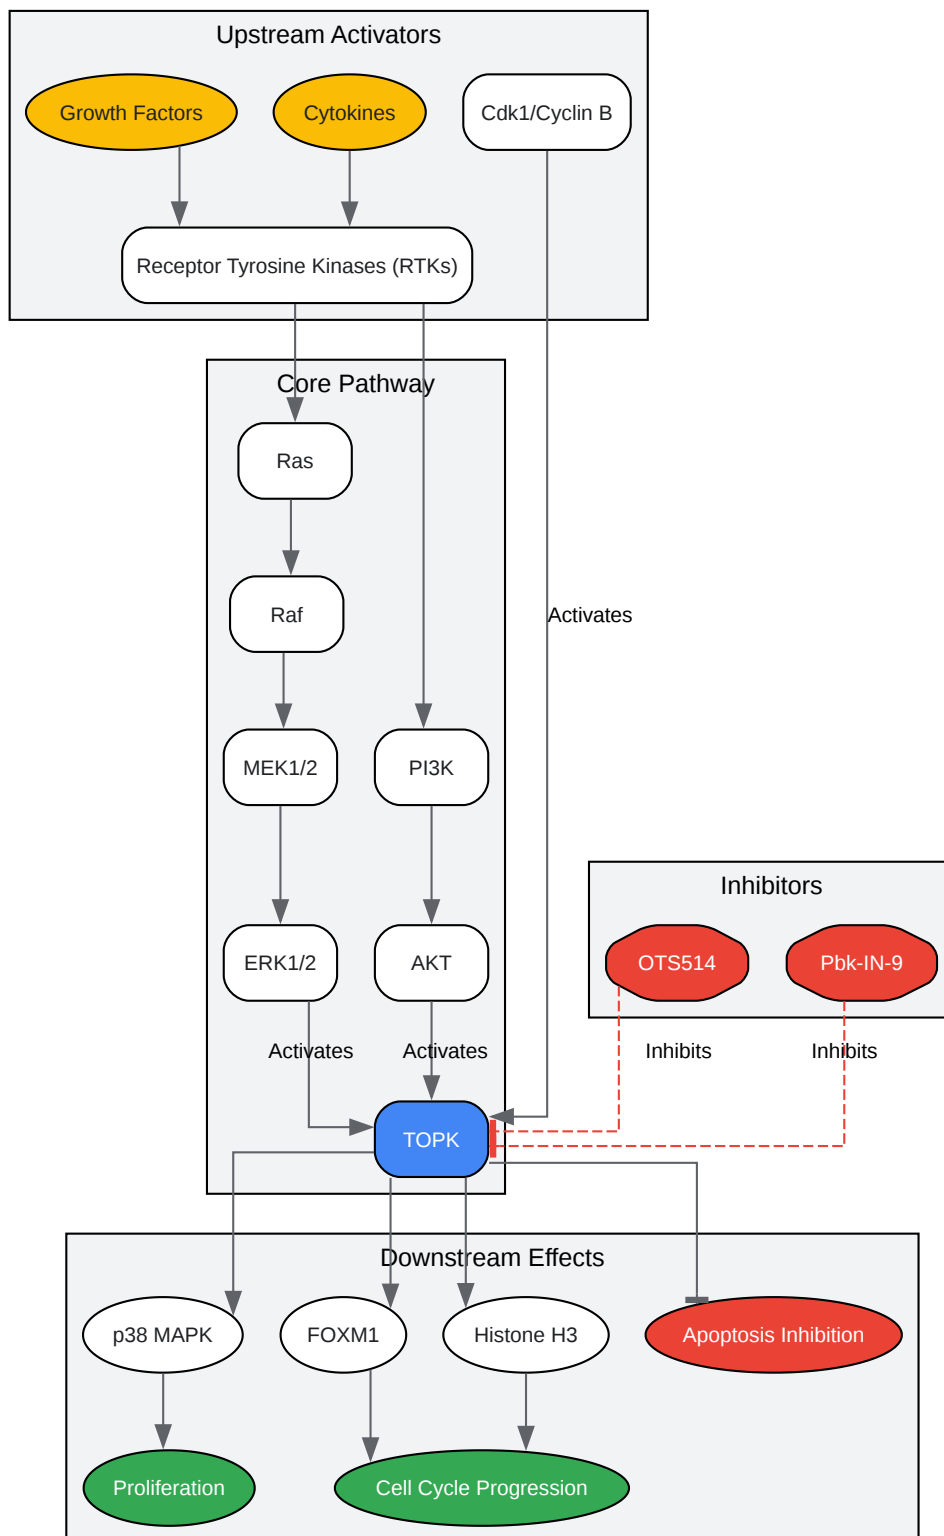 Upstream Activators
Growth Factors
Cytokines
Cdk1/Cyclin B
Receptor Tyrosine Kinases (RTKs)
Core Pathway
Ras
Raf
Activates
MEK1/2
PI3K
Inhibitors
ERK1/2
AKT
OTS514
Pbk-IN-9
Activates
Activates
Inhibits
Inhibits
TOPK
Downstream Effects
p38 MAPK
FOXM1
Histone H3
Apoptosis Inhibition
Proliferation
Cell Cycle Progression